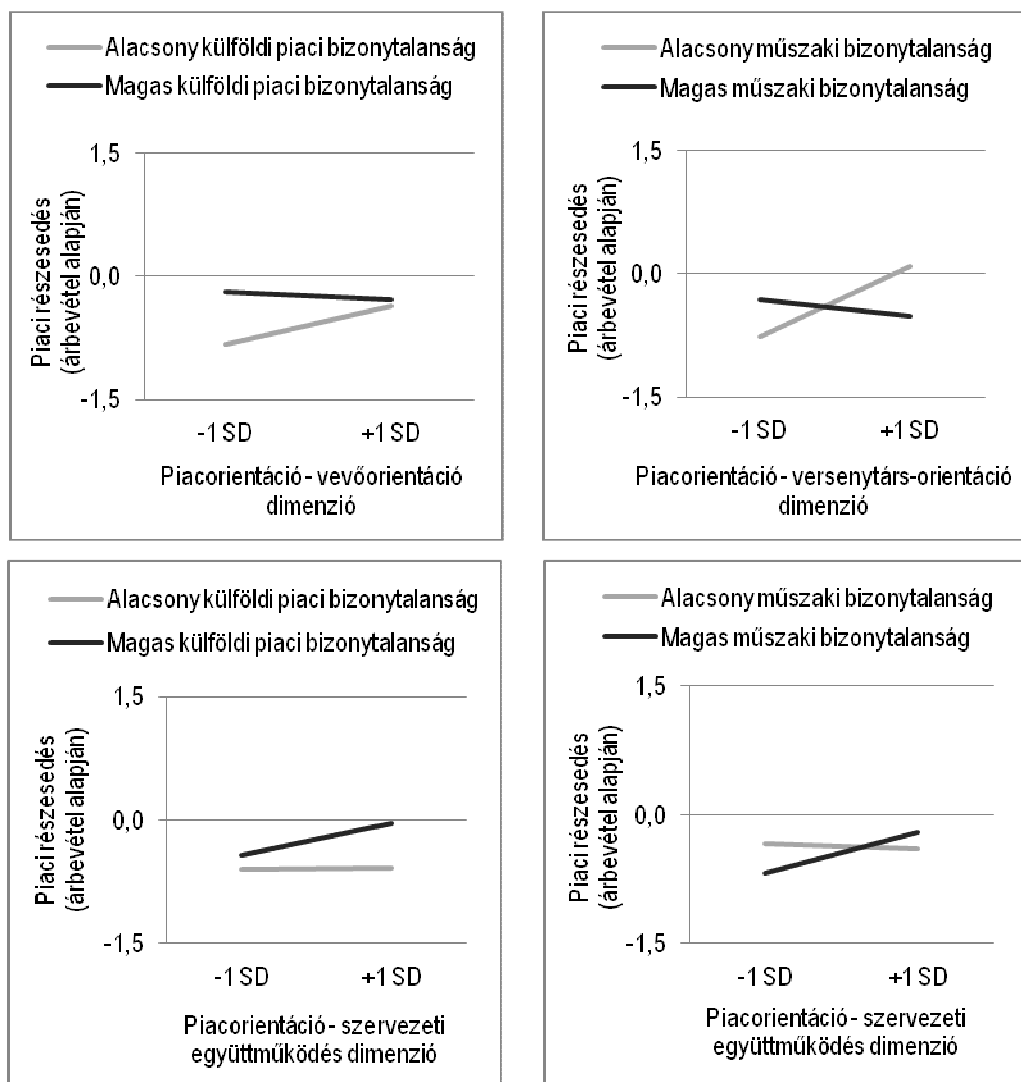 Alacsony külföldi piaci bizonytalanság
Magas külföldi piaci bizonytalanság
Piaci részesedés
(árbevétel alapján)
1,5
0,0
-1,5
-1 SD
+1 SD
Piacorientáció - vevőorientáció
dimenzió
Alacsony műszaki bizonytalanság
Magas műszaki bizonytalanság
Piaci részesedés
(árbevétel alapján)
1,5
0,0
-1,5
-1 SD
+1 SD
Piacorientáció - versenytárs-orientáció
dimenzió
Alacsony külföldi piaci bizonytalanság
Magas külföldi piaci bizonytalanság
Piaci részesedés
(árbevétel alapján)
1,5
0,0
-1,5
-1 SD
+1 SD
Piacorientáció - szervezeti
együttműködés dimenzió
Alacsony műszaki bizonytalanság
Magas műszaki bizonytalanság
Piaci részesedés
(árbevétel alapján)
1,5
0,0
-1,5
-1 SD
+1 SD
Piacorientáció - szervezeti
együttműködés dimenzió